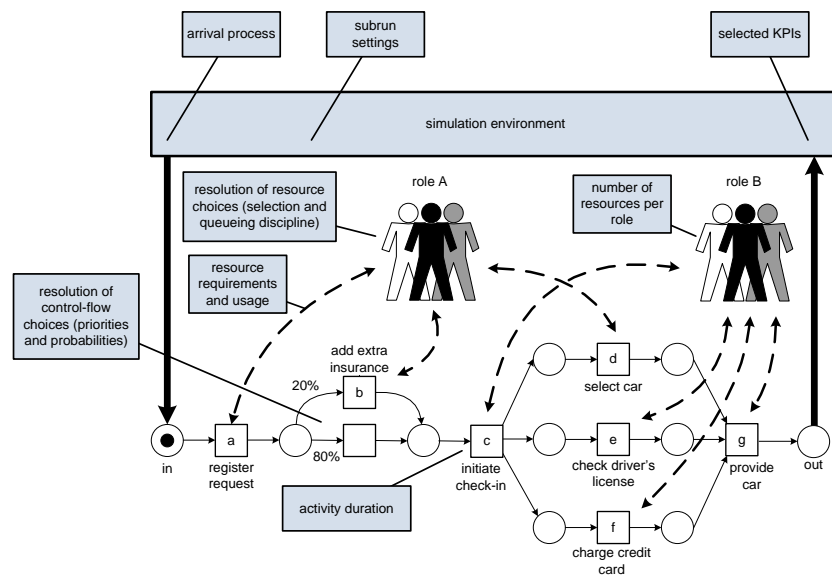 arrival process
subrun
settings
selected KPIs
simulation environment
resolution of resource
choices (selection and
queueing discipline)
role A
number of
resources per
role
role B
resource
requirements
and usage
resolution of
control-flow
choices (priorities
and probabilities)
add extra
insurance
20%
b
d
select car
a
80%
c
e
g
in
register
request
initiate
check-in
check driver's
license
provide
car
out
activity duration
f
charge credit
card